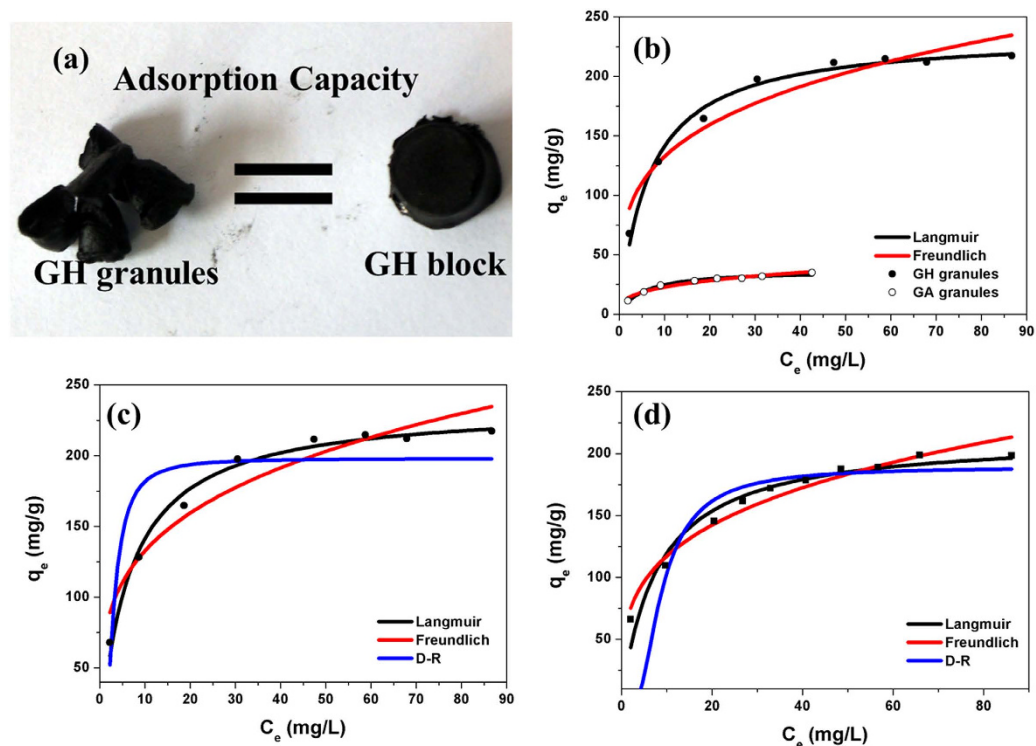 (a)
Adsorption Capacity
GH granules
GH block
(b)
250
200
150
100
50
0
qe (mg/g)
0 10 20 30 40 50 60 70 80 90
Ce (mg/L)
Langmuir
Freundlich
GH granules
GA granules
(c)
250
200
150
100
50
qe (mg/g)
0 10 20 30 40 50 60 70 80 90
Ce (mg/L)
Langmuir
Freundlich
D-R
(d)
250
200
150
100
50
qe (mg/g)
0 20 40 60 80
Ce (mg/L)
Langmuir
Freundlich
D-R